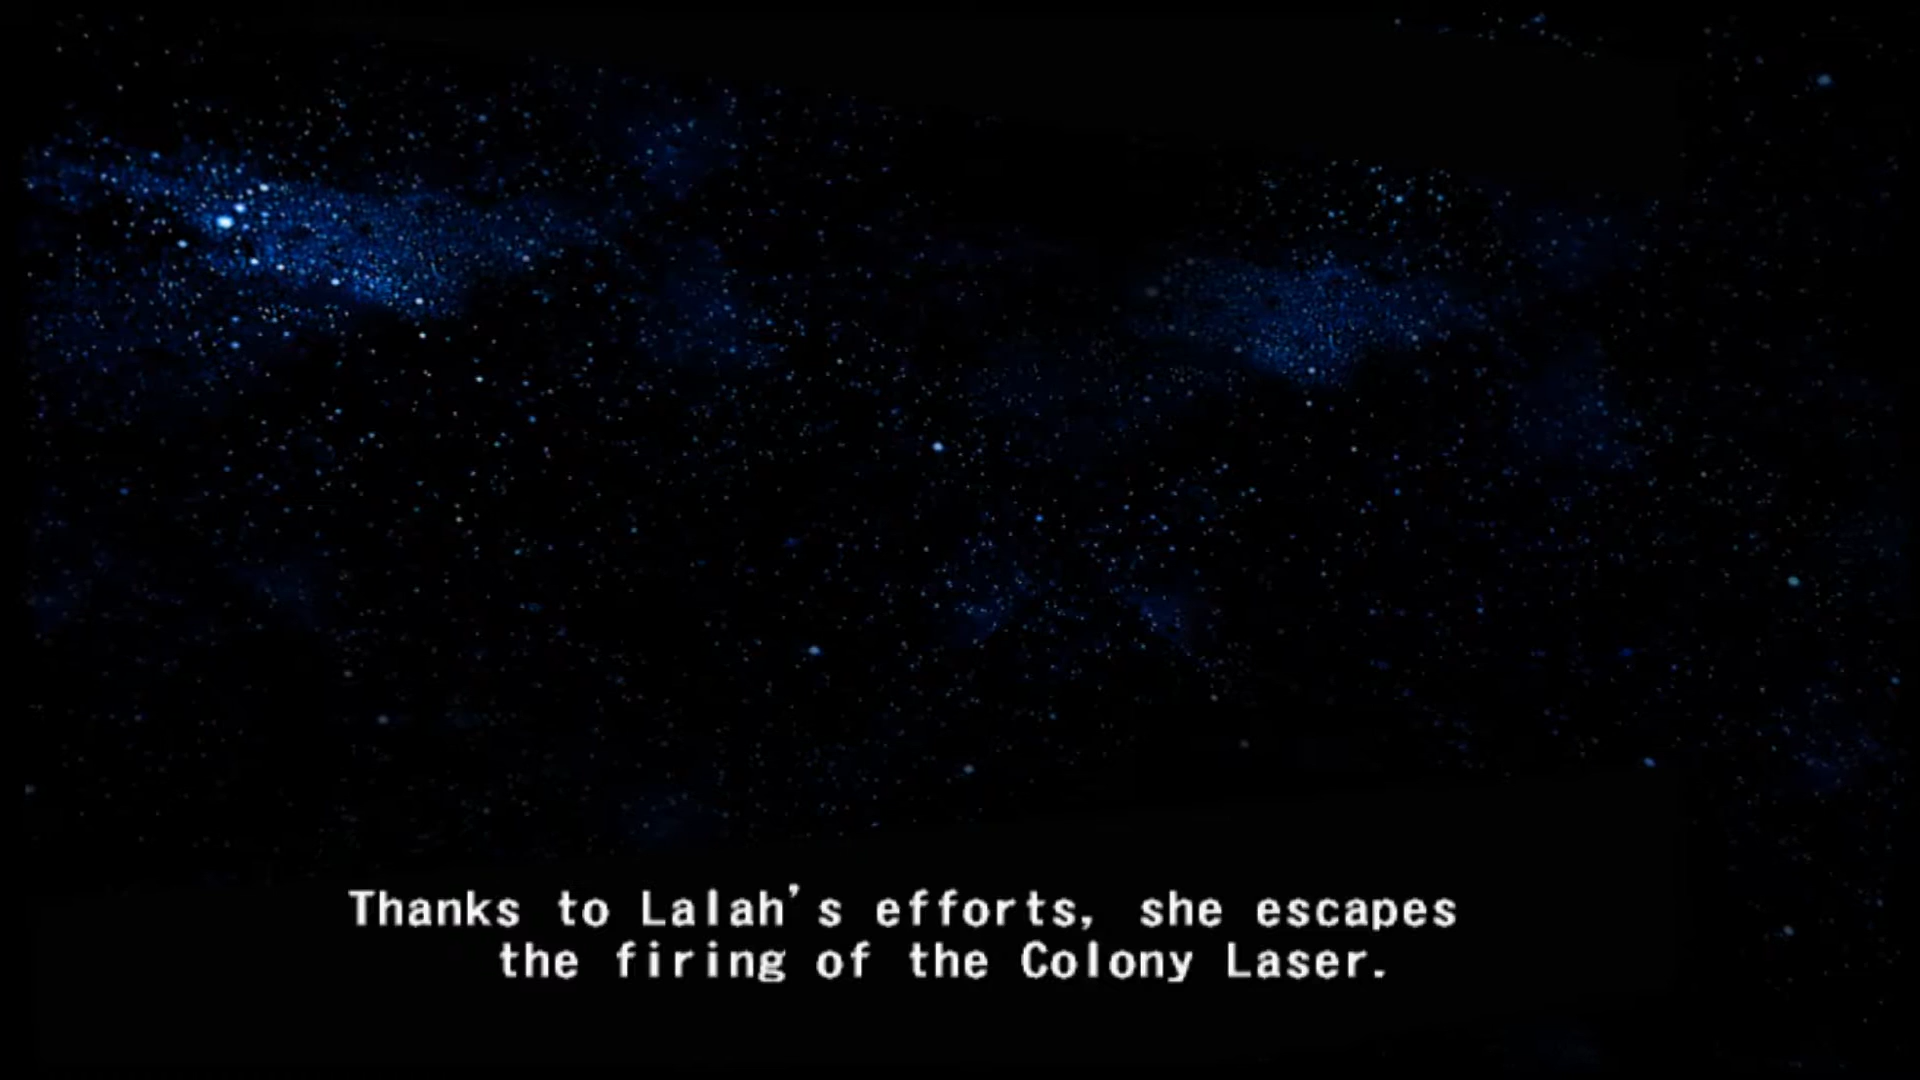 Thanks to Lalah's efforts, she escapes
the firing of the Colony Laser.